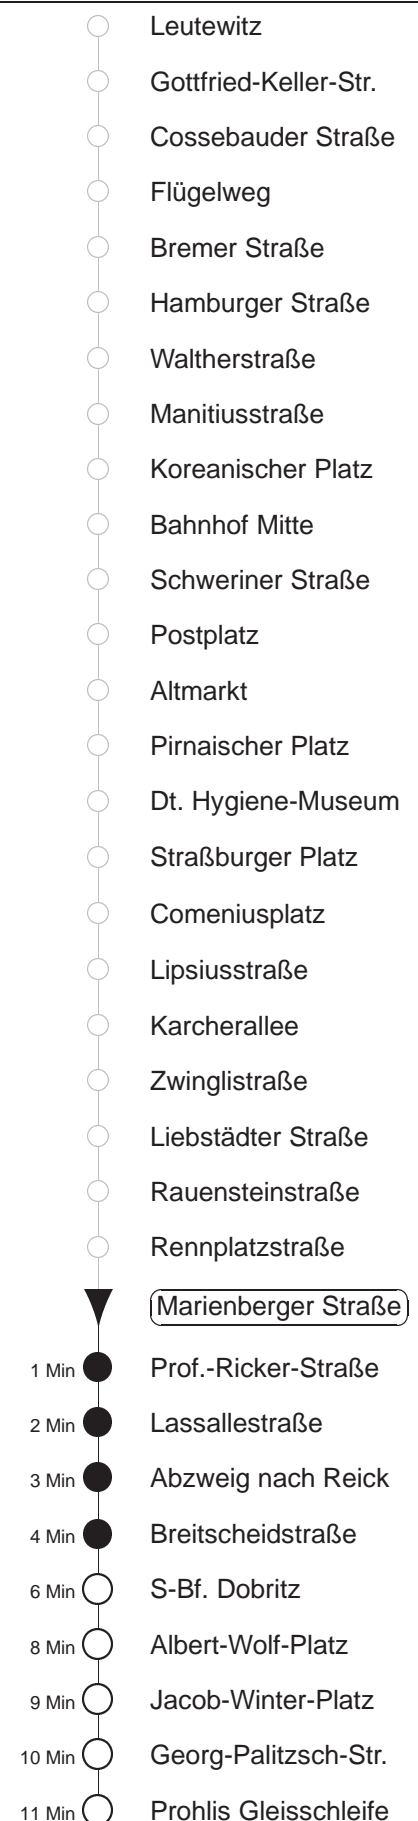 Leutewitz
Gottfried-Keller-Str.
Cossebauder Straße
Flügelweg
Bremer Straße
Hamburger Straße
Waltherstraße
Manitiusstraße
Koreanischer Platz
Bahnhof Mitte
Schweriner Straße
Postplatz
Altmarkt
Pirnaischer Platz
Dt. Hygiene-Museum
Straßburger Platz
Comeniusplatz
Lipsiusstraße
Karcherallee
Zwinglistraße
Liebstädter Straße
Rauensteinstraße
Rennplatzstraße
Marienberger Straße
1 Min Prof.-Ricker-Straße
2 Min Lassallestraße
3 Min Abzweig nach Reick
4 Min Breitscheidstraße
6 Min S-Bf. Dobritz
8 Min Albert-Wolf-Platz
9 Min Jacob-Winter-Platz
10 Min Georg-Palitzsch-Str.
11 Min Prohlis Gleisschleife